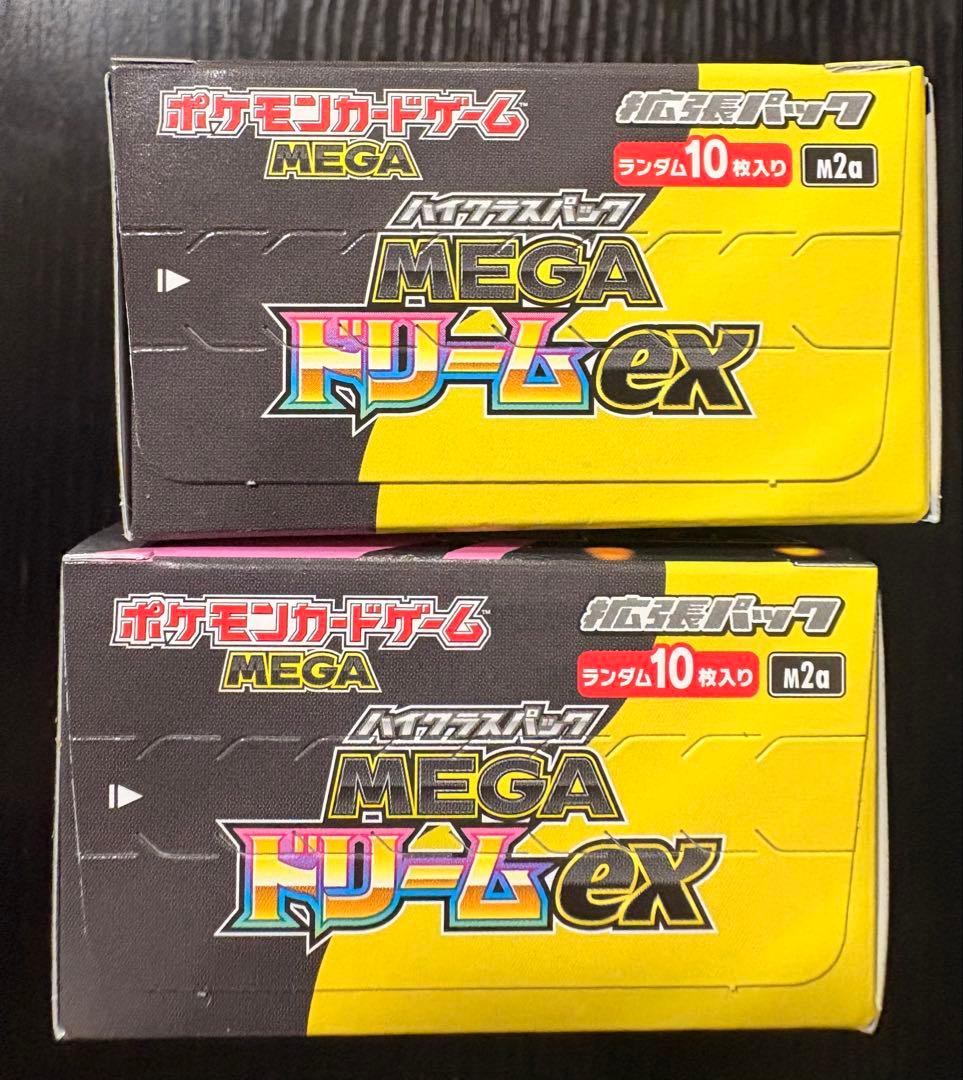 ポケモンカードゲーム™
MEGA
拡張パック
ランダム10枚入り M2a
ハイクラスパック
MEGA
ドリームex
ポケモンカードゲーム™
MEGA
拡張パック
ランダム10枚入り M2a
ハイクラスパック
MEGA
ドリームex